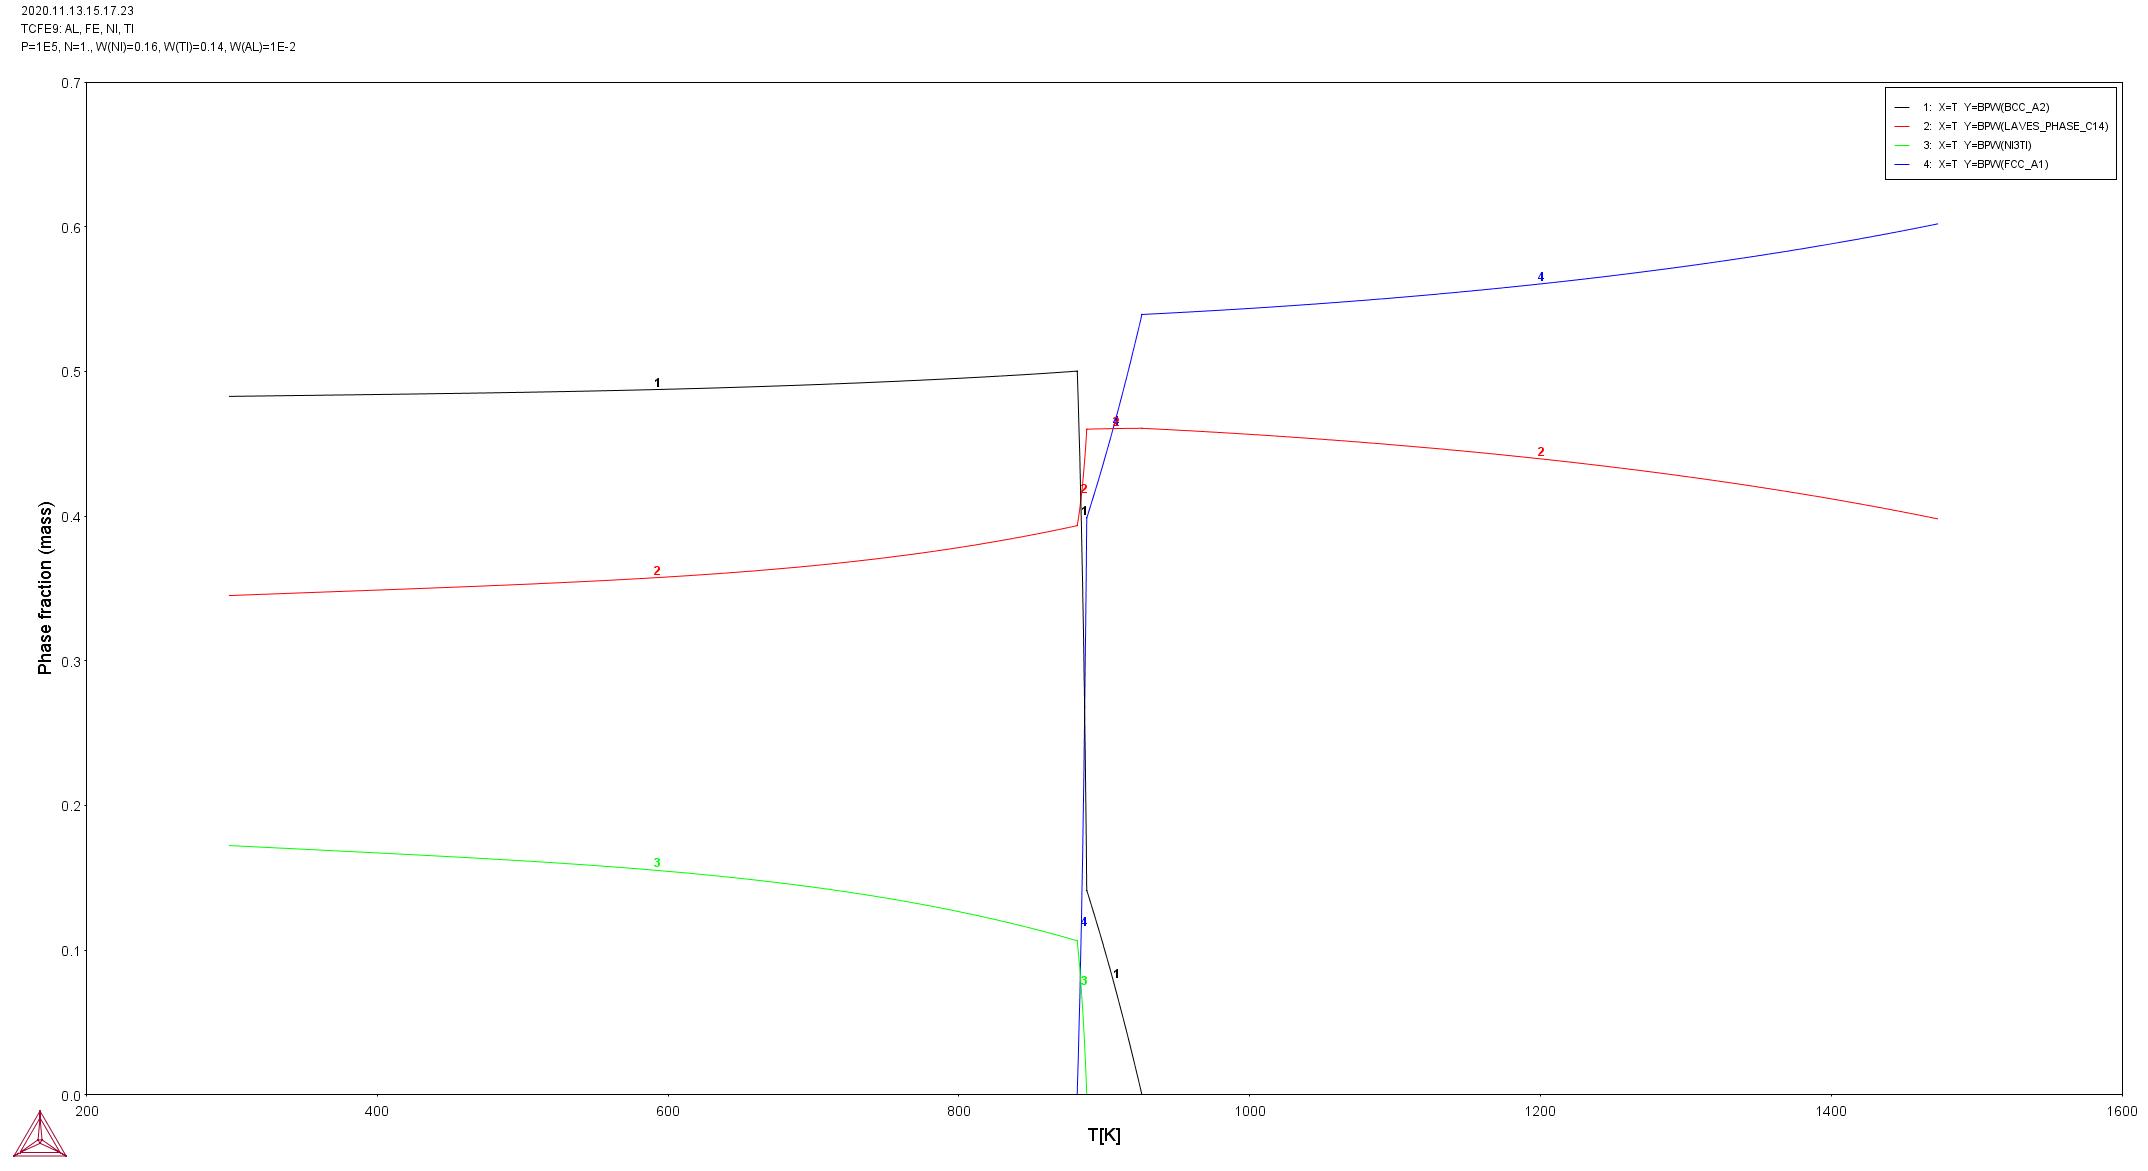 2020.11.13.15.17.23
TCFE9: AL, FE, NI, TI
P=1E5, N=1., W(NI)=0.16, W(TI)=0.14, W(AL)=1E-2
1: X=T Y=BPW(BCC_A2)
2: X=T Y=BPW(LAVES_PHASE_C14)
3: X=T Y=BPW(NI3TI)
4: X=T Y=BPW(FCC_A1)
Phase fraction (mass)
0.7
0.6
0.5
0.4
0.3
0.2
0.1
0.0
4
1
2
2
1
2
3
4
3
1
200 400 600 800 1000 1200 1400 1600
T[K]